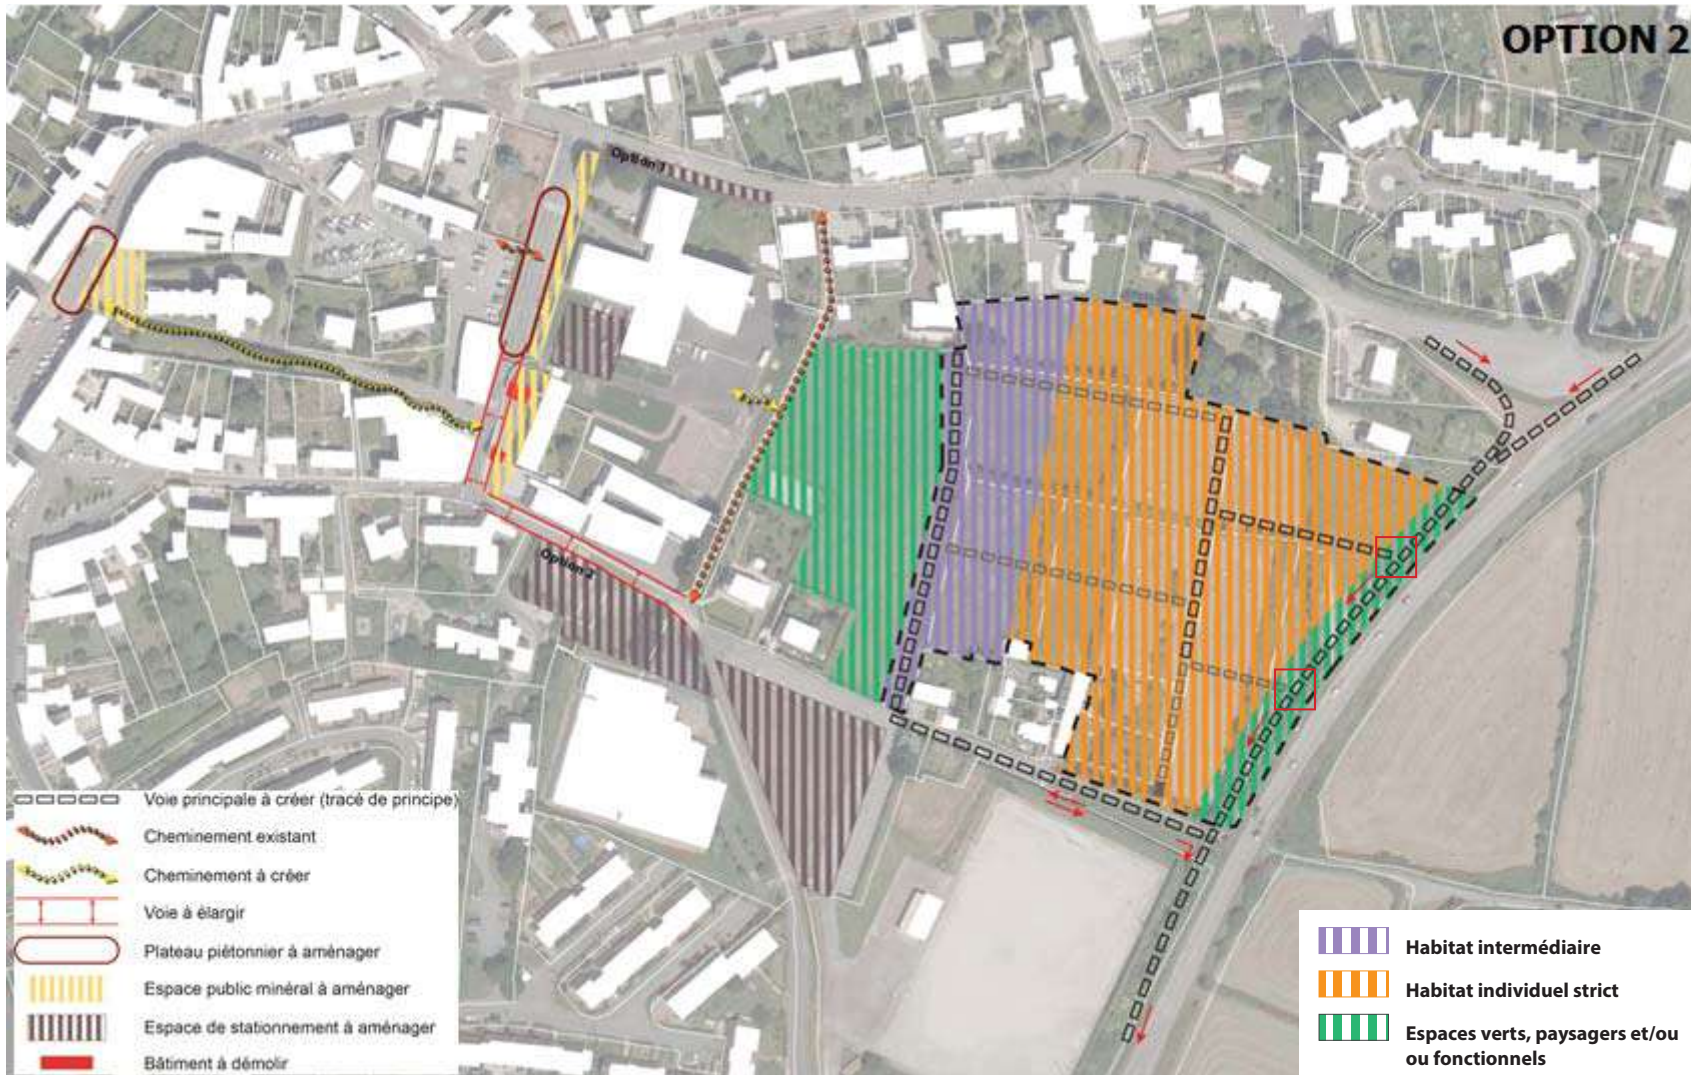 OPTION 2
Option 1
Option 2
Voie principale à créer (tracé de principe)
Cheminement existant
Cheminement à créer
Voie à élargir
Plateau piétonnier à aménager
Espace public minéral à aménager
Espace de stationnement à aménager
Bâtiment à démolir
Habitat intermédiaire
Habitat individuel strict
Espaces verts, paysagers et/ou
ou fonctionnels